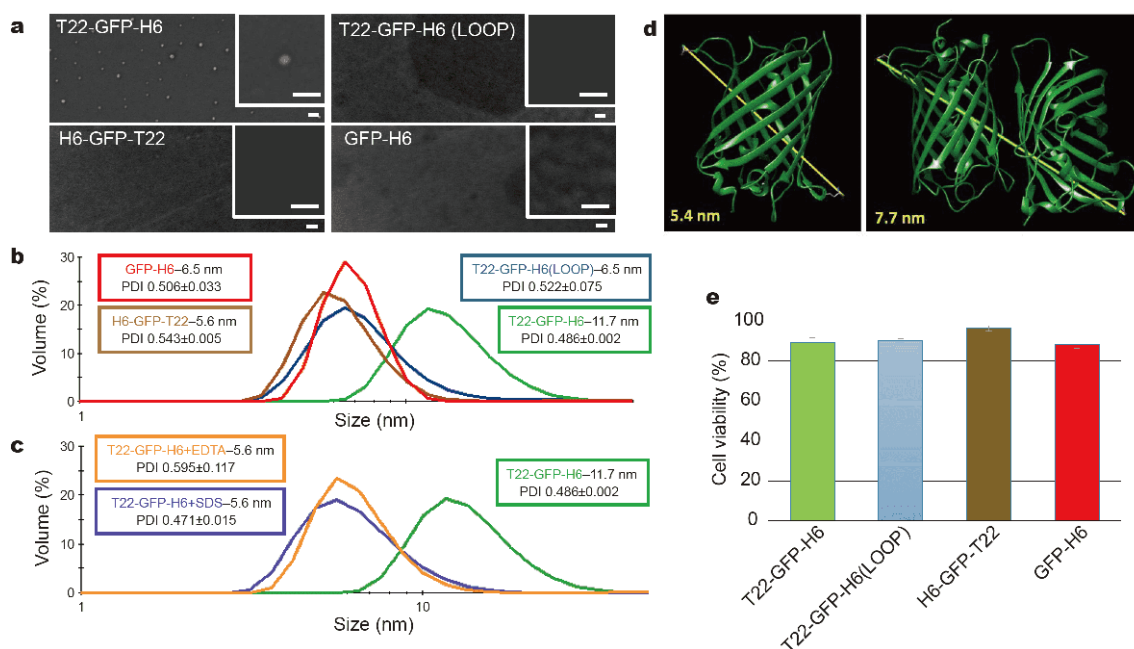 a
T22-GFP-H6
T22-GFP-H6 (LOOP)
H6-GFP-T22
GFP-H6
b
Volume (%)
30
20
10
0
GFP-H6–6.5 nm
PDI 0.506±0.033
H6-GFP-T22–5.6 nm
PDI 0.543±0.005
T22-GFP-H6(LOOP)–6.5 nm
PDI 0.522±0.075
T22-GFP-H6–11.7 nm
PDI 0.486±0.002
1
Size (nm)
c
Volume (%)
30
20
10
0
T22-GFP-H6+EDTA–5.6 nm
PDI 0.595±0.117
T22-GFP-H6+SDS–5.6 nm
PDI 0.471±0.015
T22-GFP-H6–11.7 nm
PDI 0.486±0.002
1
10
Size (nm)
d
5.4 nm
7.7 nm
e
Cell viability (%)
100
80
60
40
20
0
T22-GFP-H6
T22-GFP-H6(LOOP)
H6-GFP-T22
GFP-H6